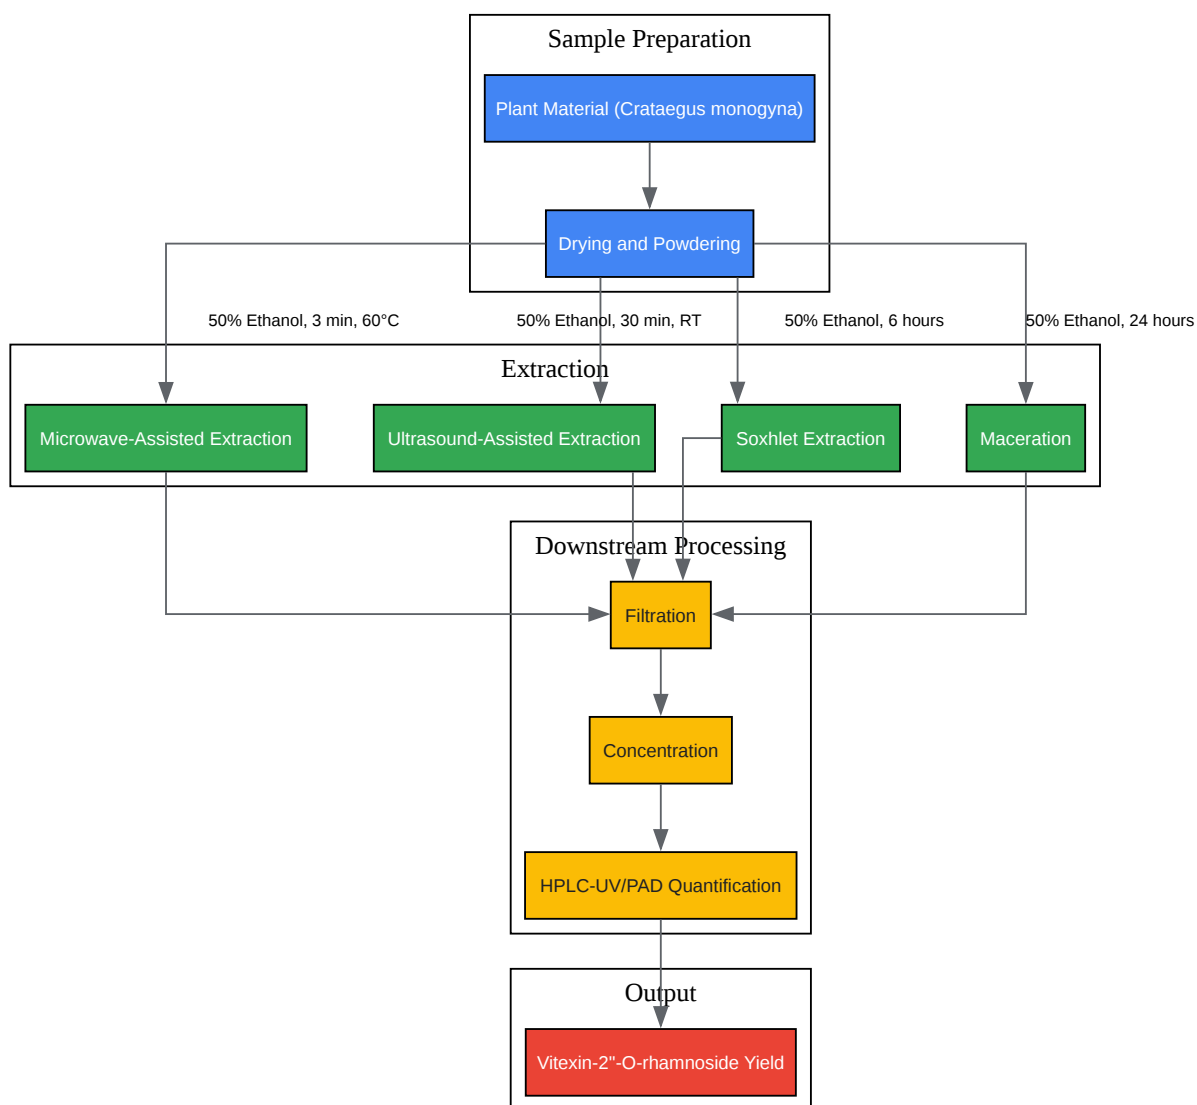 Sample Preparation
Plant Material (Crataegus monogyna)
Drying and Powdering
50% Ethanol, 3 min, 60°C
50% Ethanol, 30 min, RT
50% Ethanol, 6 hours
50% Ethanol, 24 hours
Extraction
Microwave-Assisted Extraction
Ultrasound-Assisted Extraction
Soxhlet Extraction
Maceration
Downstream Processing
Filtration
Concentration
HPLC-UV/PAD Quantification
Output
Vitexin-2"-O-rhamnoside Yield